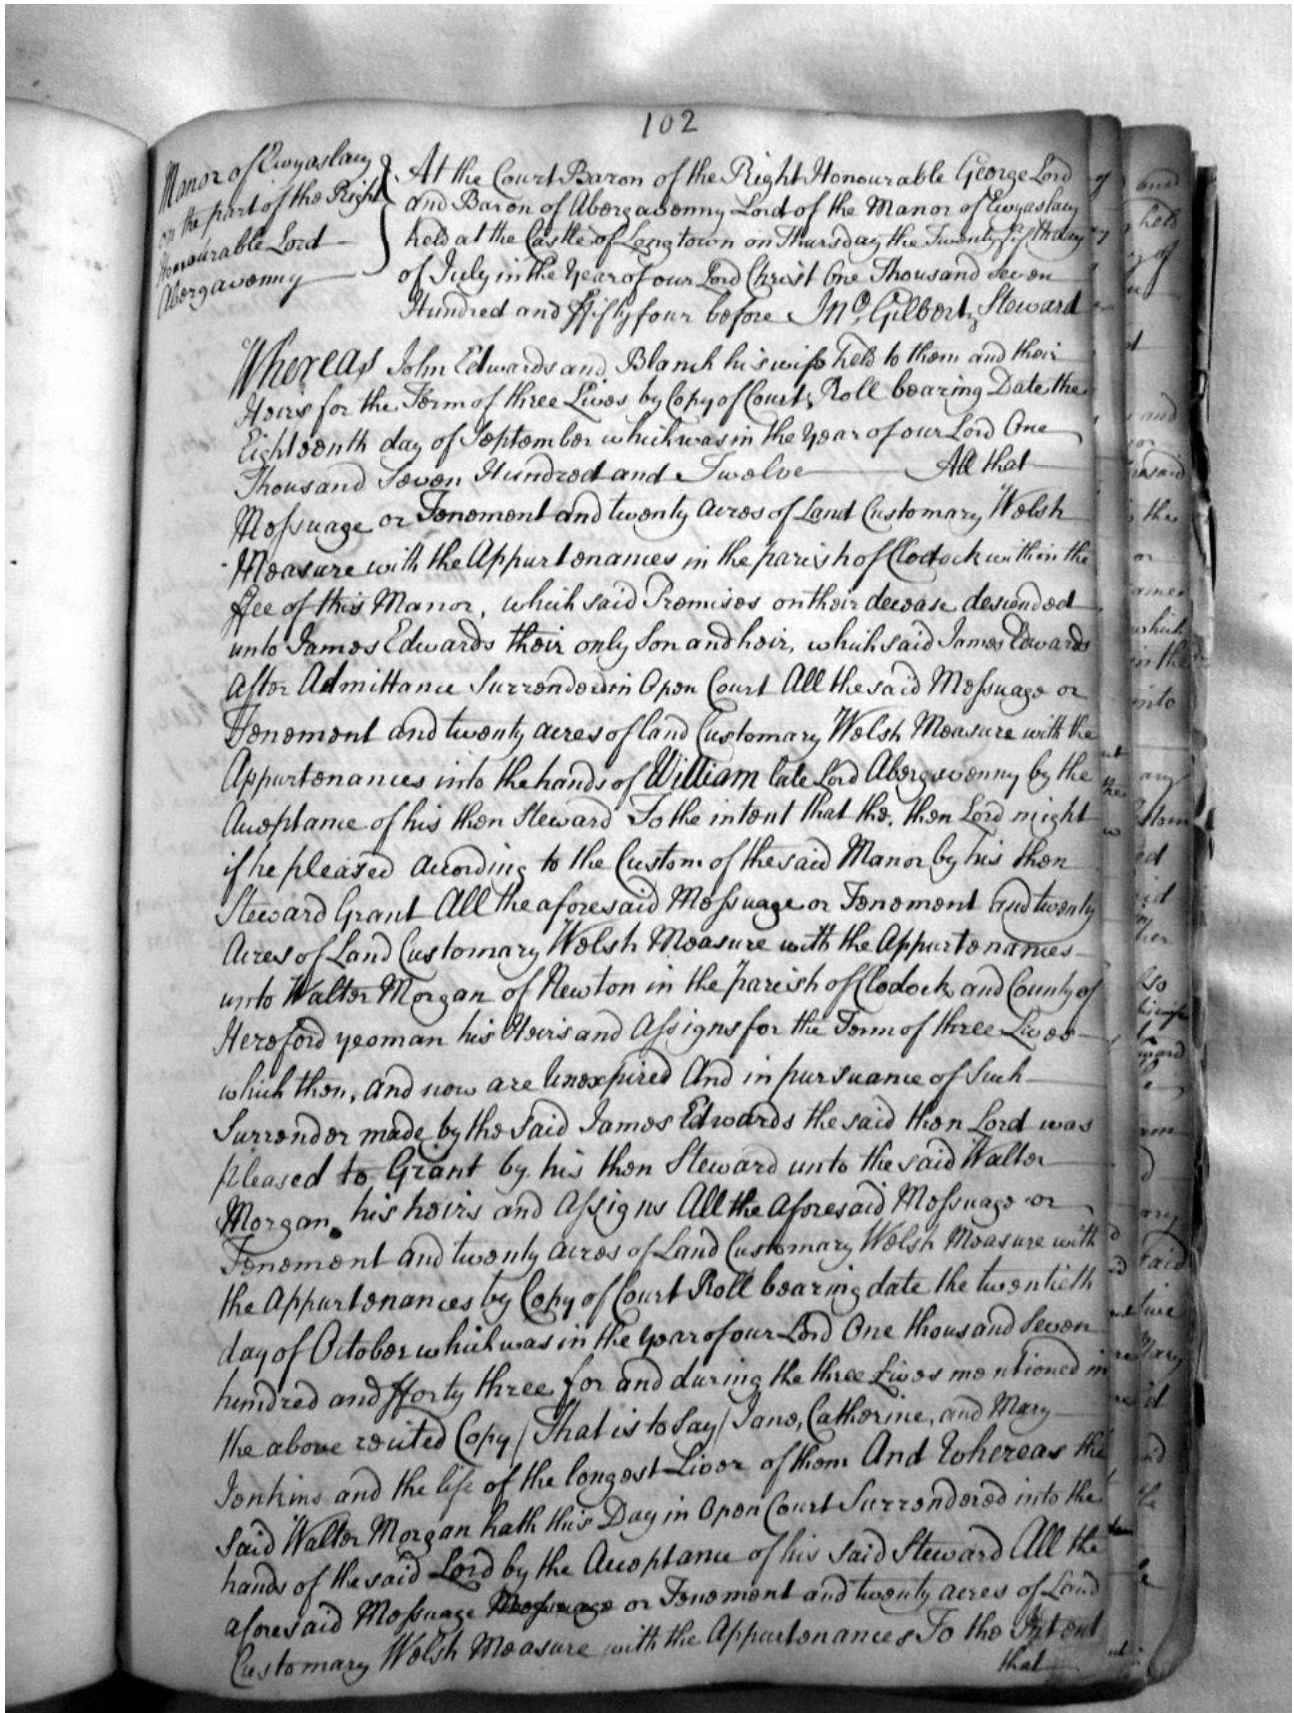 102
Manor of Ewyaslacy
on the part of the Right
Honourable Lord
Abergavenny
At the Court Baron of the Right Honourable George Lord
and Baron of Abergavenny Lord of the Manor of Ewyaslacy
held at the Castle of Longtown on Thursday the Twenty fifth day
of July in the Year of our Lord Christ One Thousand Seven
Hundred and ffifty four before Jno. Gilbert, Steward
Whereas John Edwards and Blanch his wife held to them and their
Heirs for the Term of three Lives by Copy of Court Roll bearing Date the
Eighteenth day of September which was in the Year of our Lord One
Thousand Seven Hundred and Twelve All that
Messuage or Tenement and twenty acres of Land Customary Welsh
Measure with the Appurtenances in the parish of Clodock within the
ffee of this Manor, which said Premises on their decease descended
unto James Edwards their only Son and heir, which said James Edwards
after Admittance Surrendered in Open Court All the said Messuage or
Tenement and twenty acres of land Customary Welsh Measure with the
Appurtenances into the hands of William late Lord Abergavenny by the
Acceptance of his then Steward To the intent that the, then Lord might
if he pleased according to the Custom of the said Manor by his then
Steward Grant All the aforesaid Messuage or Tenement and twenty
Acres of Land Customary Welsh Measure with the Appurtenances
unto Walter Morgan of Newton in the parish of Clodock and County of
Hereford yeoman his Heirs and Assigns for the Term of three Lives
which then, and now are Unexpired And in pursuance of Such
Surrender made by the Said James Edwards the said then Lord was
pleased to Grant by his then Steward unto the said Walter
Morgan his heirs and Assigns All the Aforesaid Messuage or
Tenement and twenty acres of Land Customary Welsh Measure with
the Appurtenances by Copy of Court Roll bearing date the twentieth
day of October which was in the Year of our Lord One thousand Seven
hundred and fforty three for and during the three Lives mentioned in
the above recited Copy / That is to Say / Jane, Catherine, and Mary
Jenkins and the life of the longest Liver of them And Whereas the
Said Walter Morgan hath this Day in Open Court Surrendered into the
hands of the said Lord by the Acceptance of his said Steward All the
aforesaid Messuage Messuage or Tenement and twenty acres of Land
Customary Welsh Measure with the Appurtenances To the Intent
that